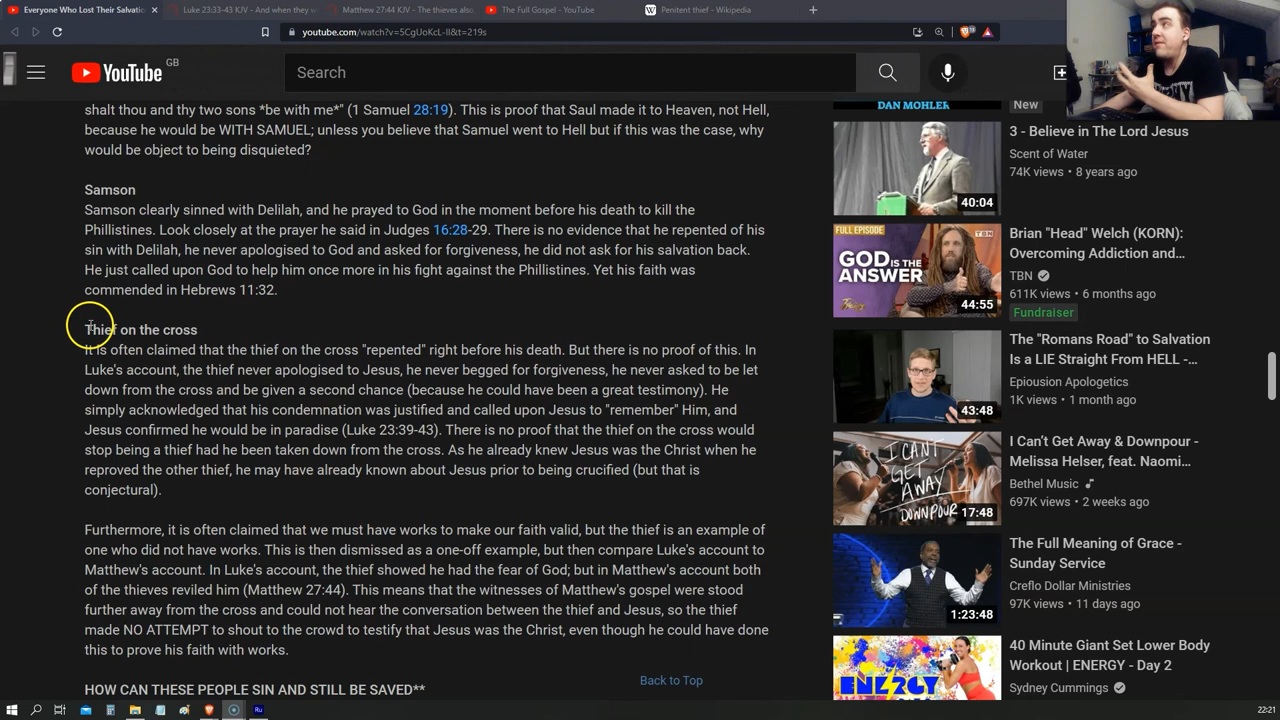 Everyone Who Lost Their Salvatio
Luke 23:33-43 KJV - And when they w
Matthew 27:44 KJV - The thieves also
The Full Gospel - YouTube
Penitent thief - Wikipedia
youtube.com/watch?v=5CgUoKcL-II&t=219s
YouTube GB
Search
shalt thou and thy two sons *be with me*" (1 Samuel 28:19). This is proof that Saul made it to Heaven, not Hell,
because he would be WITH SAMUEL; unless you believe that Samuel went to Hell but if this was the case, why
would be object to being disquieted?
Samson
Samson clearly sinned with Delilah, and he prayed to God in the moment before his death to kill the
Phillistines. Look closely at the prayer he said in Judges 16:28-29. There is no evidence that he repented of his
sin with Delilah, he never apologised to God and asked for forgiveness, he did not ask for his salvation back.
He just called upon God to help him once more in his fight against the Phillistines. Yet his faith was
commended in Hebrews 11:32.
Thief on the cross
It is often claimed that the thief on the cross "repented" right before his death. But there is no proof of this. In
Luke's account, the thief never apologised to Jesus, he never begged for forgiveness, he never asked to be let
down from the cross and be given a second chance (because he could have been a great testimony). He
simply acknowledged that his condemnation was justified and called upon Jesus to "remember" Him, and
Jesus confirmed he would be in paradise (Luke 23:39-43). There is no proof that the thief on the cross would
stop being a thief had he been taken down from the cross. As he already knew Jesus was the Christ when he
reproved the other thief, he may have already known about Jesus prior to being crucified (but that is
conjectural).
Furthermore, it is often claimed that we must have works to make our faith valid, but the thief is an example of
one who did not have works. This is then dismissed as a one-off example, but then compare Luke's account to
Matthew's account. In Luke's account, the thief showed he had the fear of God; but in Matthew's account both
of the thieves reviled him (Matthew 27:44). This means that the witnesses of Matthew's gospel were stood
further away from the cross and could not hear the conversation between the thief and Jesus, so the thief
made NO ATTEMPT to shout to the crowd to testify that Jesus was the Christ, even though he could have done
this to prove his faith with works.
HOW CAN THESE PEOPLE SIN AND STILL BE SAVED**
Back to Top
DAN MOHLER
New
40:04
3 - Believe in The Lord Jesus
Scent of Water
74K views • 8 years ago
FULL EPISODE
TBN
GOD IS
THE ANSWER
44:55
Brian "Head" Welch (KORN):
Overcoming Addiction and…
TBN
611K views • 6 months ago
Fundraiser
43:48
The "Romans Road" to Salvation
Is a LIE Straight From HELL -…
Epiousion Apologetics
1K views • 1 month ago
I CAN'T
GET
AWAY
DOWNPOUR
17:48
I Can't Get Away & Downpour -
Melissa Helser, feat. Naomi…
Bethel Music
697K views • 2 weeks ago
1:23:48
The Full Meaning of Grace -
Sunday Service
Creflo Dollar Ministries
97K views • 11 days ago
ENERGY
40 Minute Giant Set Lower Body
Workout | ENERGY - Day 2
Sydney Cummings
22:21